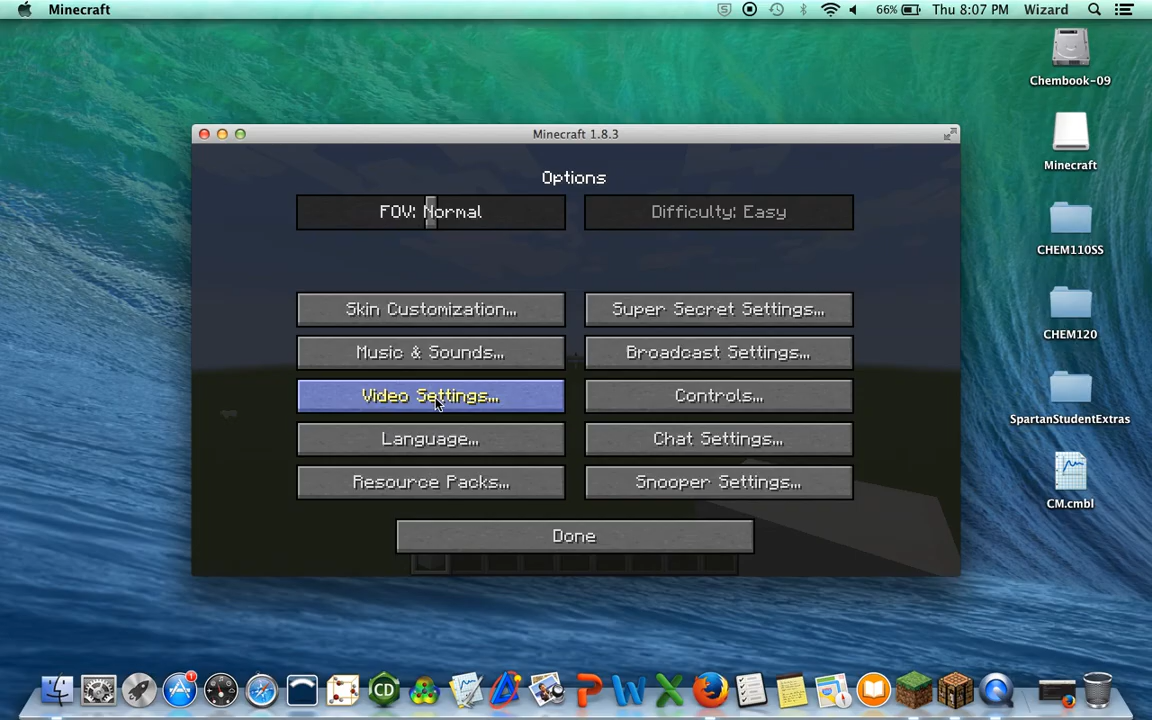 Minecraft
66%
Thu 8:07 PM
Wizard
Chembook-09
Minecraft
CHEM110SS
CHEM120
SpartanStudentExtras
CM.cmbl
Minecraft 1.8.3
Options
FOV: Normal
Difficulty: Easy
Skin Customization...
Super Secret Settings...
Music & Sounds...
Broadcast Settings...
Video Settings...
Controls...
Language...
Chat Settings...
Resource Packs...
Snooper Settings...
Done
1
CD
P
W
X